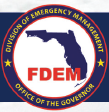 DIVISION OF EMERGENCY MANAGEMENT
FDEM
OFFICE OF THE GOVERNOR